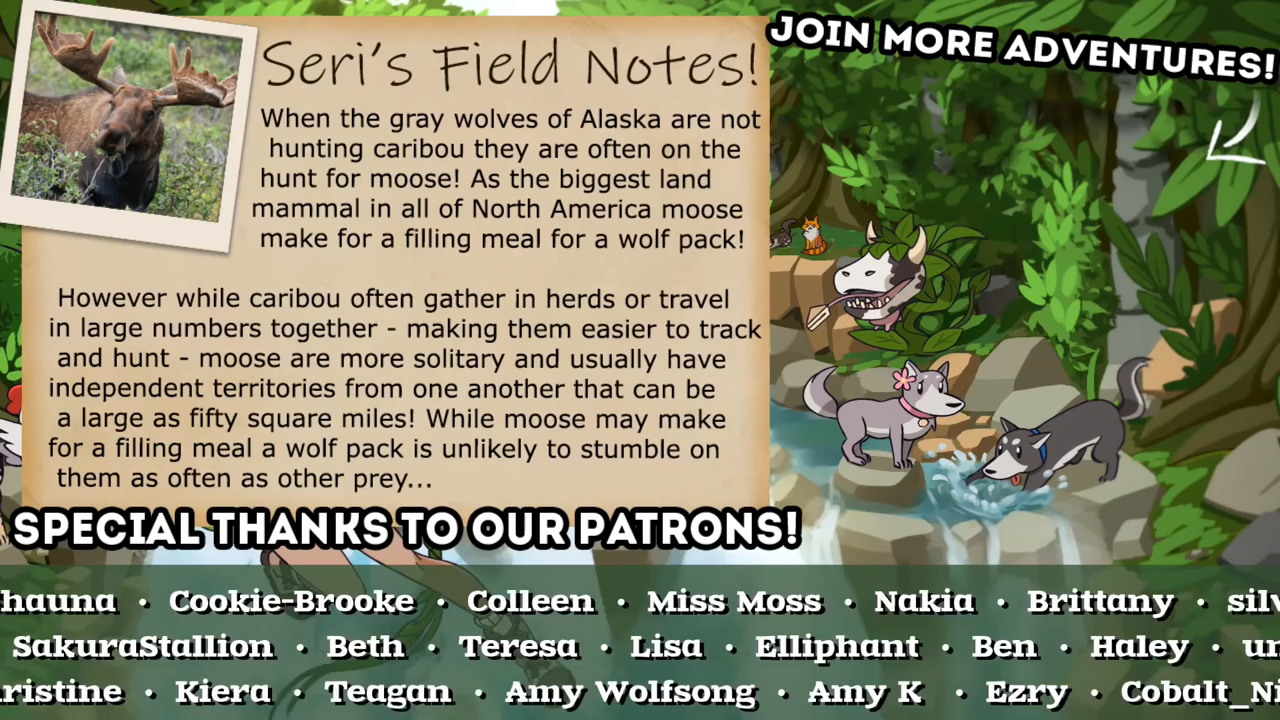 Seri's Field Notes!
JOIN MORE ADVENTURES!
When the gray wolves of Alaska are not
hunting caribou they are often on the
hunt for moose! As the biggest land
mammal in all of North America moose
make for a filling meal for a wolf pack!
However while caribou often gather in herds or travel
in large numbers together - making them easier to track
and hunt - moose are more solitary and usually have
independent territories from one another that can be
a large as fifty square miles! While moose may make
for a filling meal a wolf pack is unlikely to stumble on
them as often as other prey...
SPECIAL THANKS TO OUR PATRONS!
hauna • Cookie-Brooke • Colleen • Miss Moss • Nakia • Brittany • silv
SakuraStallion • Beth • Teresa • Lisa • Elliphant • Ben • Haley • un
ristine • Kiera • Teagan • Amy Wolfsong • Amy K • Ezry • Cobalt_Ni